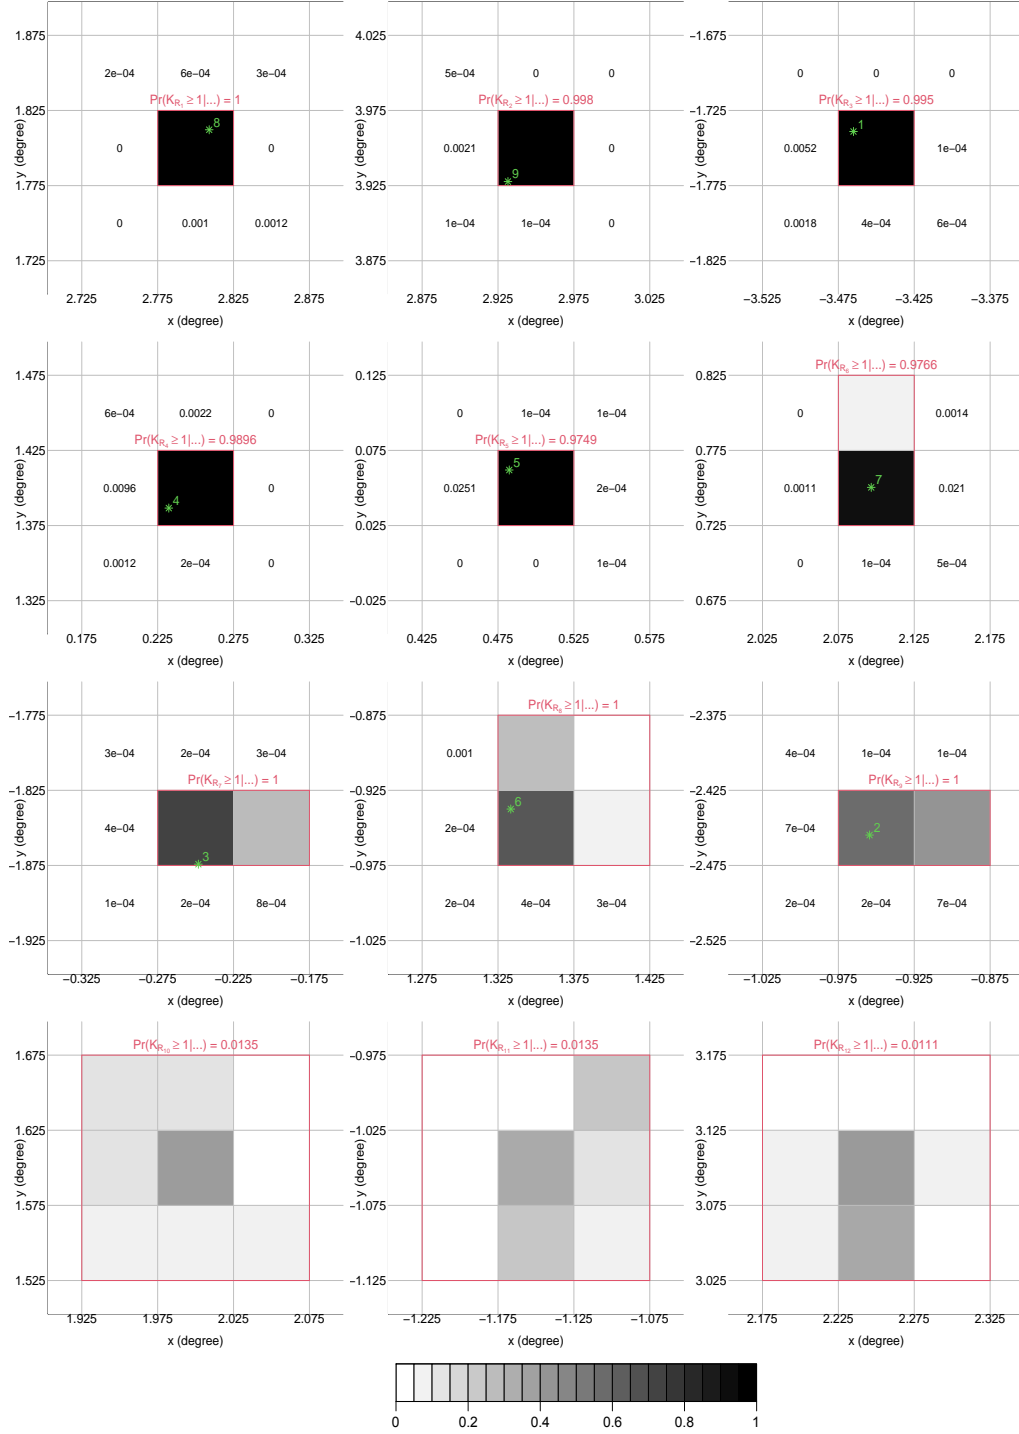 1.875
2e-04 6e-04 3e-04
Pr(K_{R_1} ≥ 1|...) = 1
1.825
8
y (degree)
0 0
1.775
0 0.001 0.0012
1.725
2.725 2.775 2.825 2.875
x (degree)
4.025
5e-04 0 0
Pr(K_{R_2} ≥ 1|...) = 0.998
3.975
y (degree)
0.0021 0
9
3.925
1e-04 1e-04 0
3.875
2.875 2.925 2.975 3.025
x (degree)
−1.675
0 0 0
Pr(K_{R_3} ≥ 1|...) = 0.995
−1.725
1
y (degree)
0.0052 1e-04
−1.775
0.0018 4e-04 6e-04
−1.825
−3.525 −3.475 −3.425 −3.375
x (degree)
1.475
6e-04 0.0022 0
Pr(K_{R_4} ≥ 1|...) = 0.9896
1.425
y (degree)
0.0096 0
4
1.375
0.0012 2e-04 0
1.325
0.175 0.225 0.275 0.325
x (degree)
0.125
0 1e-04 1e-04
Pr(K_{R_5} ≥ 1|...) = 0.9749
0.075
5
y (degree)
0.0251 2e-04
0.025
0 0 1e-04
−0.025
0.425 0.475 0.525 0.575
x (degree)
Pr(K_{R_6} ≥ 1|...) = 0.9766
0.825
0 0.0014
0.775
7
y (degree)
0.0011 0.021
0.725
0 1e-04 5e-04
0.675
2.025 2.075 2.125 2.175
x (degree)
−1.775
3e-04 2e-04 3e-04
Pr(K_{R_7} ≥ 1|...) = 1
−1.825
y (degree)
4e-04
3
−1.875
1e-04 2e-04 8e-04
−1.925
−0.325 −0.275 −0.225 −0.175
x (degree)
Pr(K_{R_8} ≥ 1|...) = 1
−0.875
0.001
−0.925
6
y (degree)
2e-04
−0.975
2e-04 4e-04 3e-04
−1.025
1.275 1.325 1.375 1.425
x (degree)
−2.375
4e-04 1e-04 1e-04
Pr(K_{R_9} ≥ 1|...) = 1
−2.425
y (degree)
7e-04
2
−2.475
2e-04 2e-04 7e-04
−2.525
−1.025 −0.975 −0.925 −0.875
x (degree)
Pr(K_{R_10} ≥ 1|...) = 0.0135
1.675
1.625
y (degree)
1.575
1.525
1.925 1.975 2.025 2.075
x (degree)
Pr(K_{R_11} ≥ 1|...) = 0.0135
−0.975
−1.025
y (degree)
−1.075
−1.125
−1.225 −1.175 −1.125 −1.075
x (degree)
Pr(K_{R_12} ≥ 1|...) = 0.0111
3.175
3.125
y (degree)
3.075
3.025
2.175 2.225 2.275 2.325
x (degree)
0 0.2 0.4 0.6 0.8 1